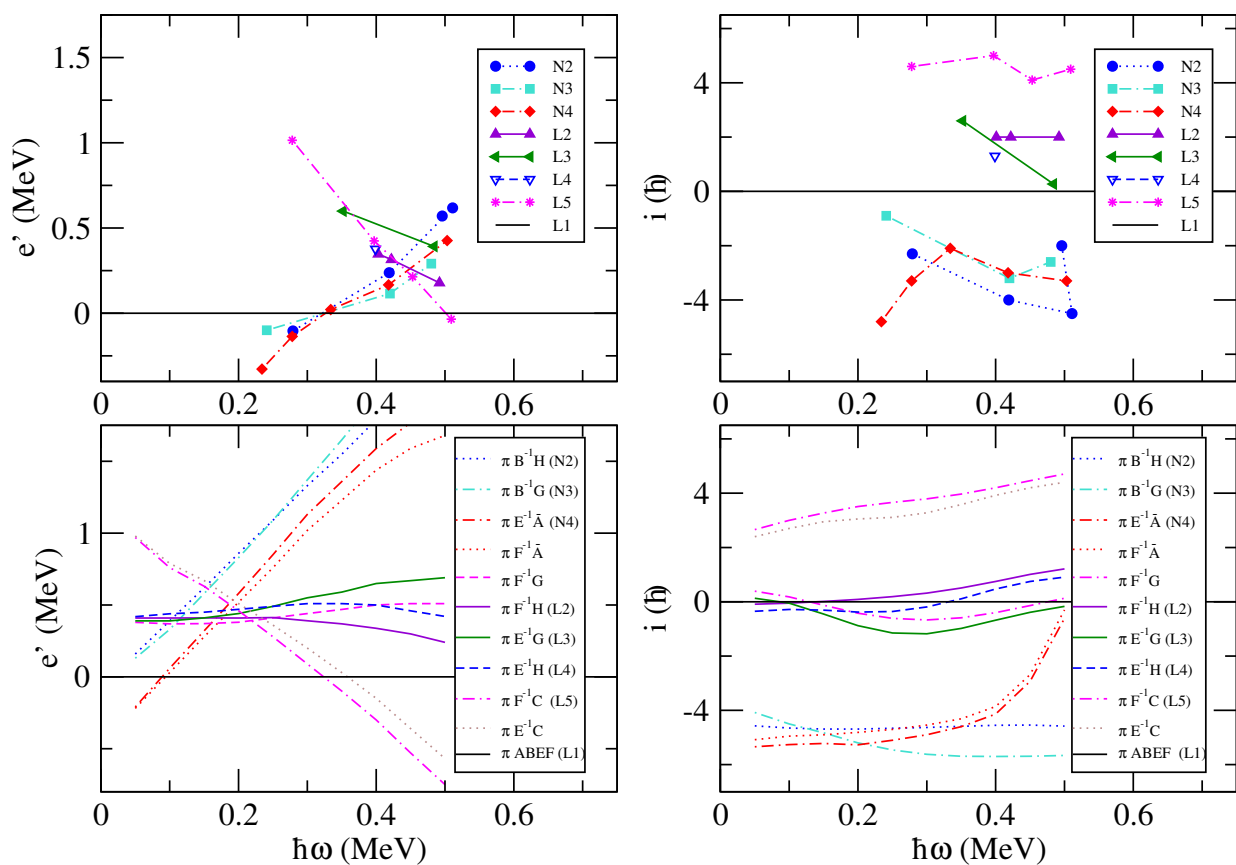 1.5
1
0.5
0
e' (MeV)
0 0.2 0.4 0.6
N2
N3
N4
L2
L3
L4
L5
L1
4
0
-4
i (ħ)
0 0.2 0.4 0.6
N2
N3
N4
L2
L3
L4
L5
L1
1
0
e' (MeV)
0 0.2 0.4 0.6
ħω (MeV)
π B⁻¹H (N2)
π B⁻¹G (N3)
π E⁻¹Ā (N4)
π F⁻¹Ā
π F⁻¹G
π F⁻¹H (L2)
π E⁻¹G (L3)
π E⁻¹H (L4)
π F⁻¹C (L5)
π E⁻¹C
π ABEF (L1)
4
0
-4
i (ħ)
0 0.2 0.4 0.6
ħω (MeV)
π B⁻¹H (N2)
π B⁻¹G (N3)
π E⁻¹Ā (N4)
π F⁻¹Ā
π F⁻¹G
π F⁻¹H (L2)
π E⁻¹G (L3)
π E⁻¹H (L4)
π F⁻¹C (L5)
π E⁻¹C
π ABEF (L1)